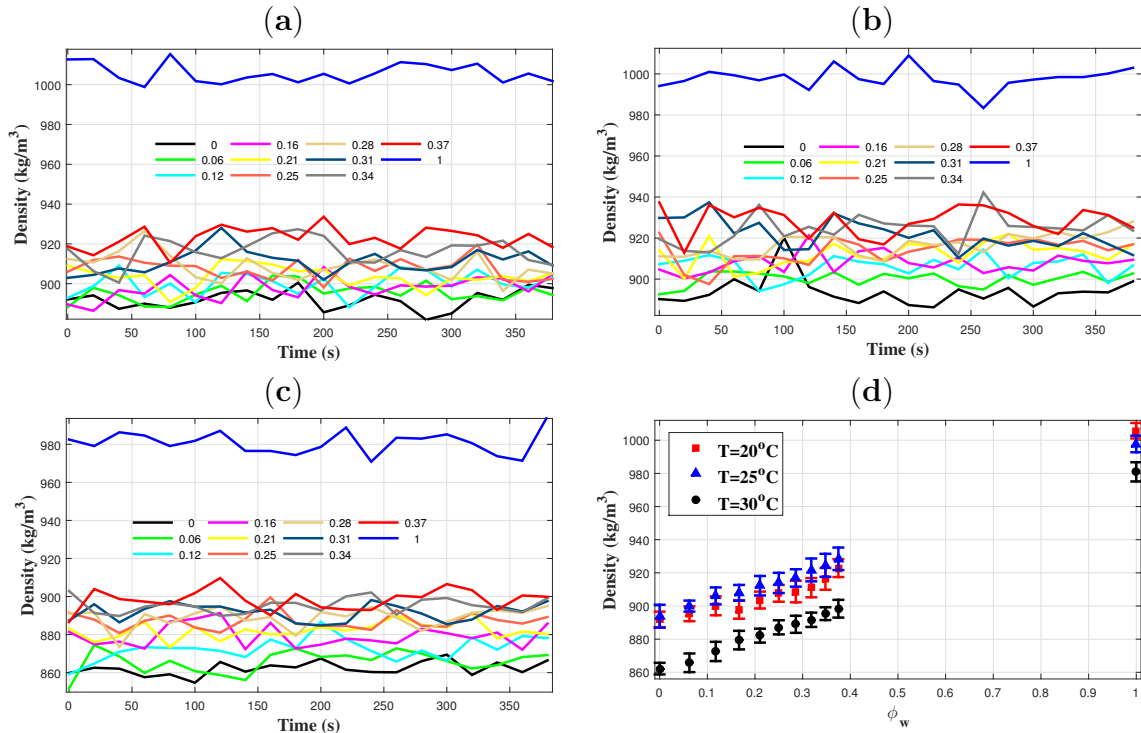 (a)
Density (kg/m³)
1000
980
960
940
920
900
0 0.16 0.28 0.37
0.06 0.21 0.31 1
0.12 0.25 0.34
0 50 100 150 200 250 300 350
Time (s)
(b)
Density (kg/m³)
1000
980
960
940
920
900
880
0 0.16 0.28 0.37
0.06 0.21 0.31 1
0.12 0.25 0.34
0 50 100 150 200 250 300 350
Time (s)
(c)
Density (kg/m³)
980
960
940
920
900
880
860
0 0.16 0.28 0.37
0.06 0.21 0.31 1
0.12 0.25 0.34
0 50 100 150 200 250 300 350
Time (s)
(d)
Density (kg/m³)
1000
980
960
940
920
900
880
860
T=20°C
T=25°C
T=30°C
0 0.1 0.2 0.3 0.4 0.5 0.6 0.7 0.8 0.9 1
ϕw